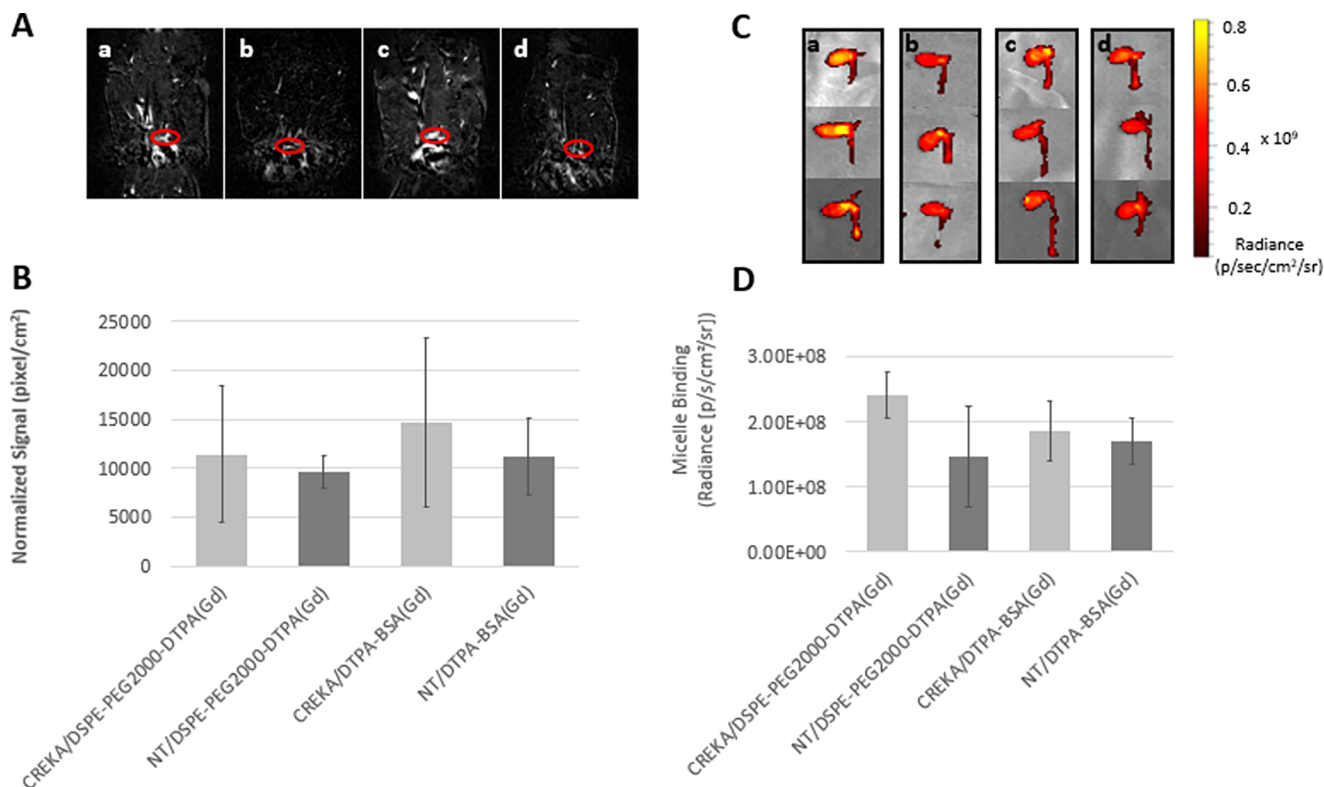 A
a
b
c
d
B
Normalized Signal (pixel/cm²)
25000
20000
15000
10000
5000
0
CREKA/DSPE-PEG2000-DTPA(Gd)
NT/DSPE-PEG2000-DTPA(Gd)
CREKA/DTPA-BSA(Gd)
NT/DTPA-BSA(Gd)
C
a
b
c
d
0.8
0.6
0.4
0.2
x 10⁹
Radiance
(p/sec/cm²/sr)
D
Micelle Binding
(Radiance [p/s/cm²/sr])
3.00E+08
2.00E+08
1.00E+08
0.00E+00
CREKA/DSPE-PEG2000-DTPA(Gd)
NT/DSPE-PEG2000-DTPA(Gd)
CREKA/DTPA-BSA(Gd)
NT/DTPA-BSA(Gd)